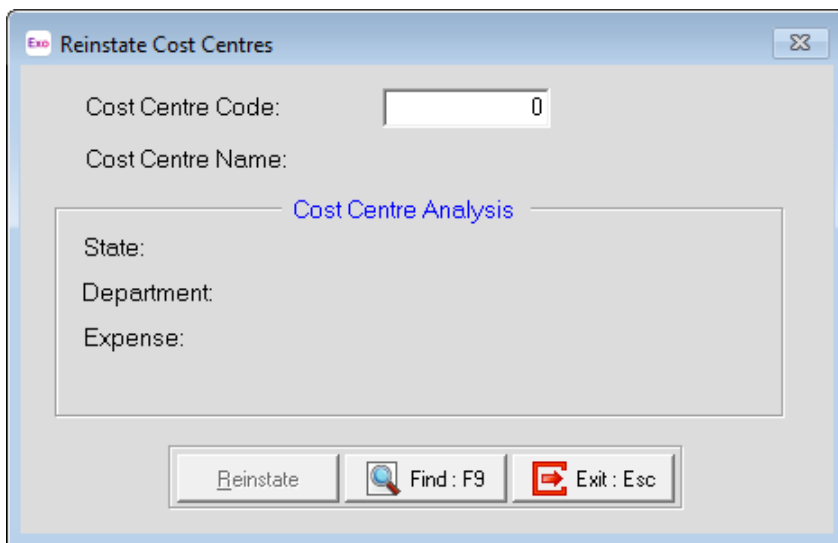 Exo Reinstate Cost Centres
Cost Centre Code: 0
Cost Centre Name:
Cost Centre Analysis
State:
Department:
Expense:
Reinstate Find : F9 Exit : Esc